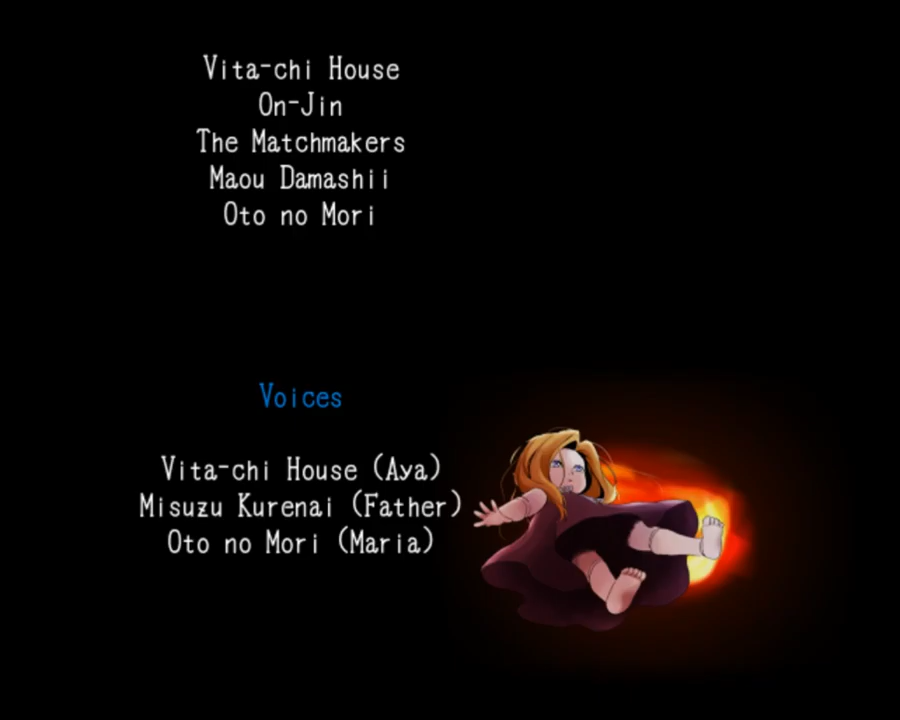 Vita-chi House
On-Jin
The Matchmakers
Maou Damashii
Oto no Mori
Voices
Vita-chi House (Aya)
Misuzu Kurenai (Father)
Oto no Mori (Maria)